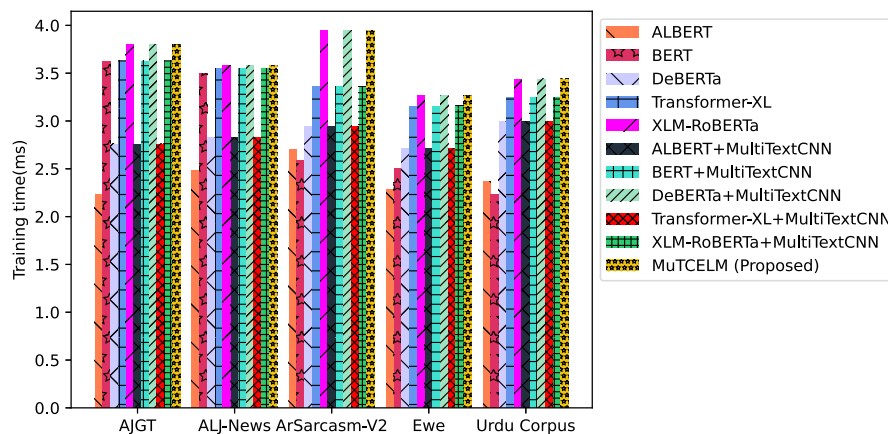 4.0
3.5
3.0
2.5
2.0
1.5
1.0
0.5
0.0
Training time(ms)
AJGT
ALJ-News
ArSarcasm-V2
Ewe
Urdu Corpus
ALBERT
BERT
DeBERTa
Transformer-XL
XLM-RoBERTa
ALBERT+MultiTextCNN
BERT+MultiTextCNN
DeBERTa+MultiTextCNN
Transformer-XL+MultiTextCNN
XLM-RoBERTa+MultiTextCNN
MuTCELM (Proposed)